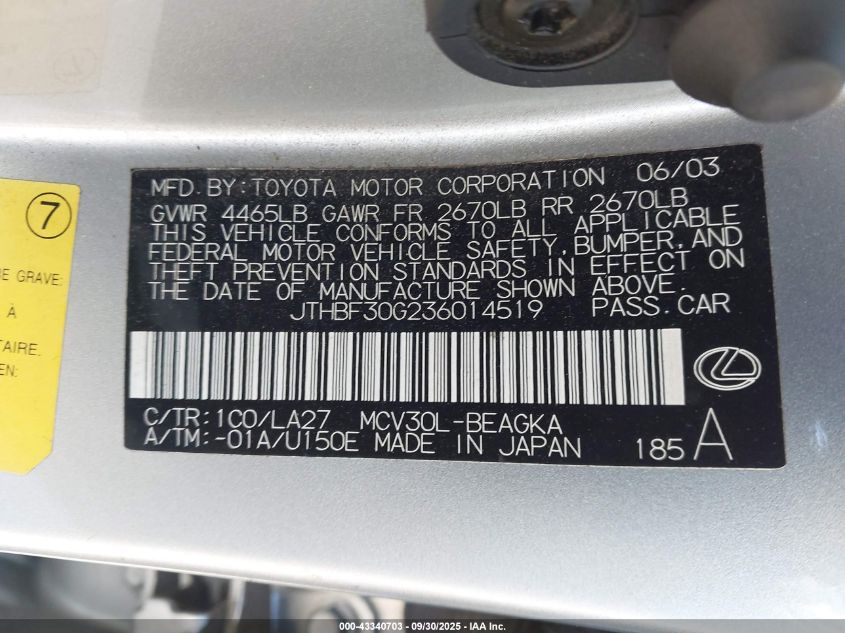 7
E GRAVE:
À
TAIRE.
EN:
MFD. BY: TOYOTA MOTOR CORPORATION 06/03
GVWR 4465LB GAWR FR 2670LB RR 2670LB
THIS VEHICLE CONFORMS TO ALL APPLICABLE
FEDERAL MOTOR VEHICLE SAFETY, BUMPER, AND
THEFT PREVENTION STANDARDS IN EFFECT ON
THE DATE OF MANUFACTURE SHOWN ABOVE.
JTHBF30G236014519 PASS. CAR
C/TR: 1C0/LA27 MCV30L-BEAGKA
A/TM: -01A/U150E MADE IN JAPAN 185 A
000-43340703 - 09/30/2025 - IAA Inc.